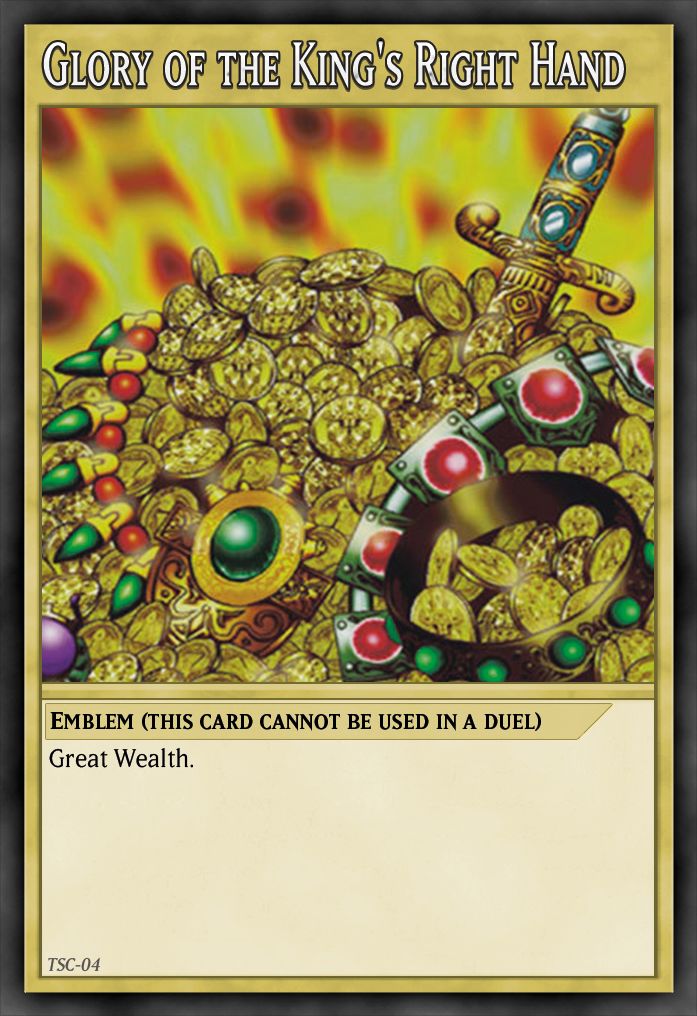 Glory of the King's Right Hand
Emblem (this card cannot be used in a duel)
Great Wealth.
TSC-04